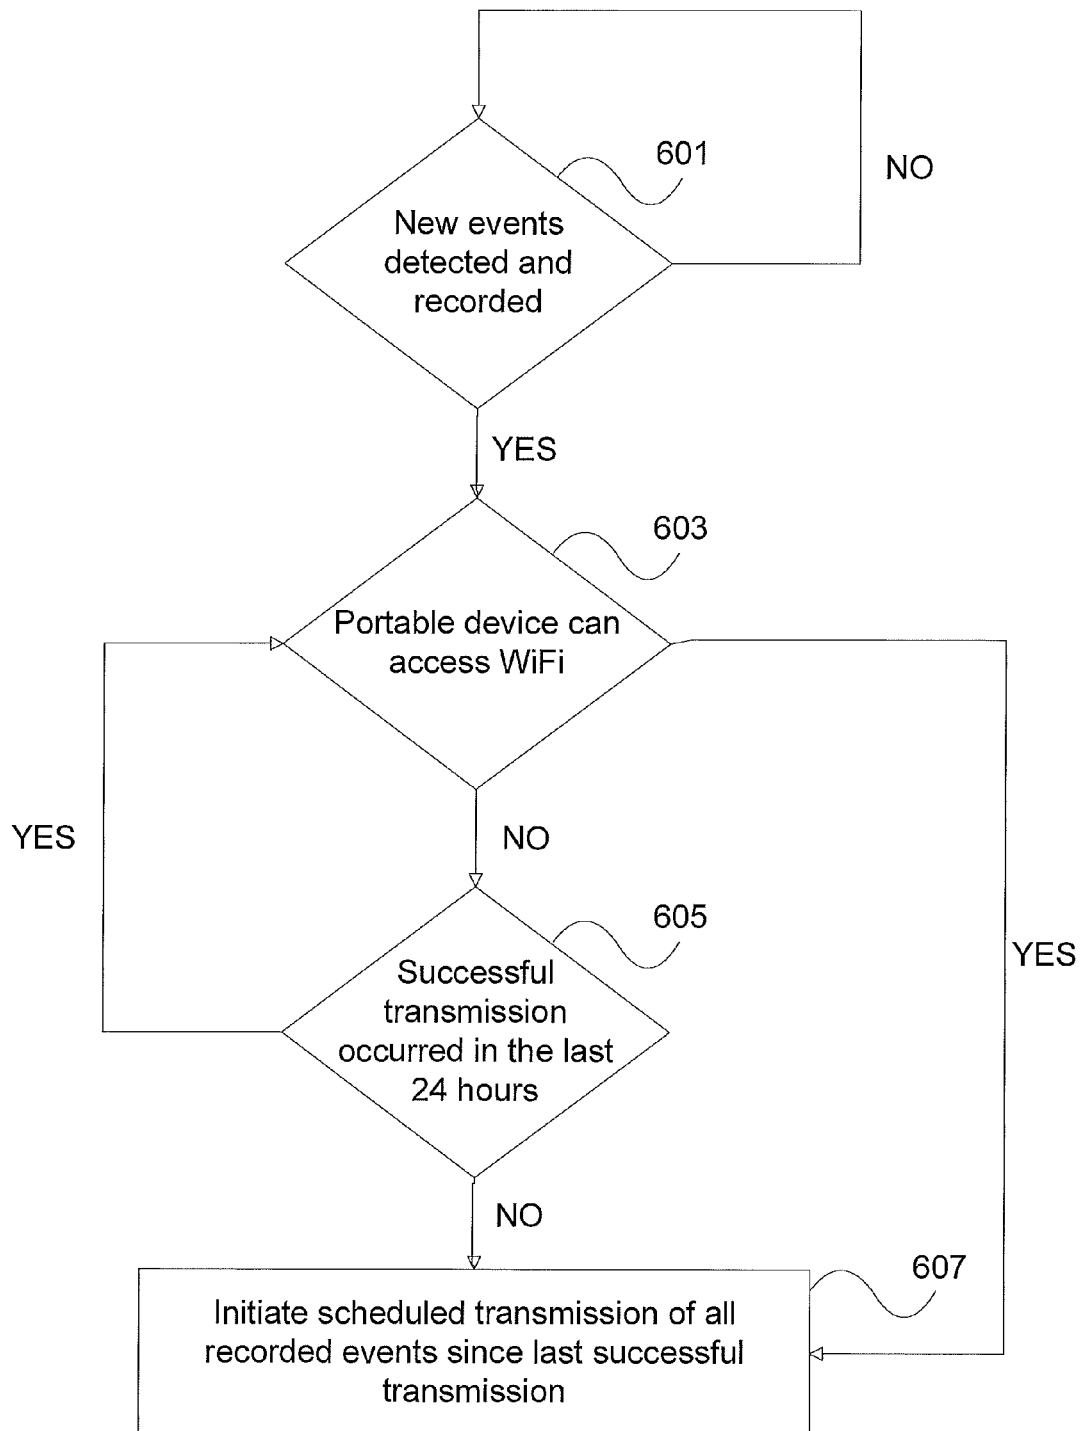 601
NO
New events
detected and
recorded
YES
603
Portable device can
access WiFi
YES
NO
605
YES
Successful
transmission
occurred in the last
24 hours
NO
607
Initiate scheduled transmission of all
recorded events since last successful
transmission